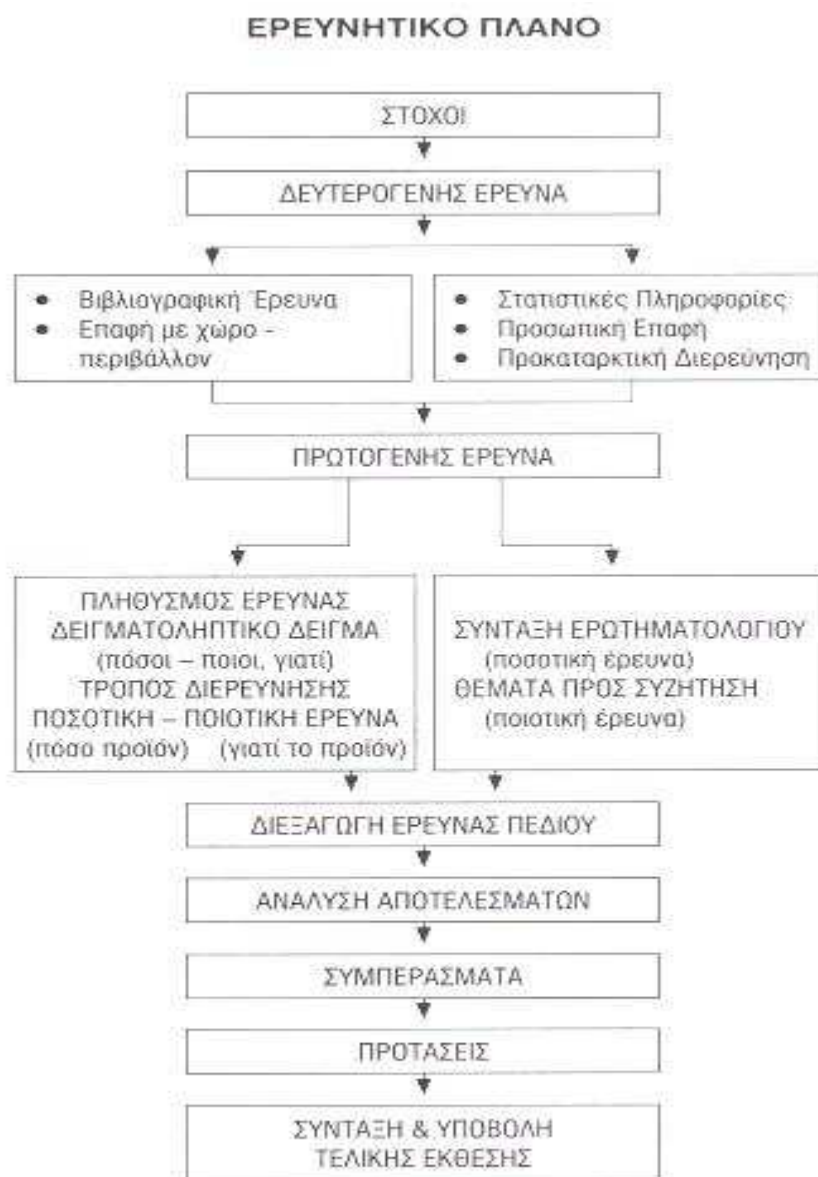 ΕΡΕΥΝΗΤΙΚΟ ΠΛΑΝΟ
ΣΤΟΧΟΙ
ΔΕΥΤΕΡΟΓΕΝΗΣ ΕΡΕΥΝΑ
● Βιβλιογραφική Έρευνα
● Επαφή με χώρο -
περιβάλλον
● Στατιστικές Πληροφορίες
● Προσωπική Επαφή
● Προκαταρκτική Διερεύνηση
ΠΡΩΤΟΓΕΝΗΣ ΕΡΕΥΝΑ
ΠΛΗΘΥΣΜΟΣ ΕΡΕΥΝΑΣ
ΔΕΙΓΜΑΤΟΛΗΠΤΙΚΟ ΔΕΙΓΜΑ
(πόσοι – ποιοι, γιατί)
ΤΡΟΠΟΣ ΔΙΕΡΕΥΝΗΣΗΣ
ΠΟΣΟΤΙΚΗ – ΠΟΙΟΤΙΚΗ ΕΡΕΥΝΑ
(πόσο προϊόν) (γιατί το προϊόν)
ΣΥΝΤΑΞΗ ΕΡΩΤΗΜΑΤΟΛΟΓΙΟΥ
(ποσοτική έρευνα)
ΘΕΜΑΤΑ ΠΡΟΣ ΣΥΖΗΤΗΣΗ
(ποιοτική έρευνα)
ΔΙΕΞΑΓΩΓΗ ΕΡΕΥΝΑΣ ΠΕΔΙΟΥ
ΑΝΑΛΥΣΗ ΑΠΟΤΕΛΕΣΜΑΤΩΝ
ΣΥΜΠΕΡΑΣΜΑΤΑ
ΠΡΟΤΑΣΕΙΣ
ΣΥΝΤΑΞΗ & ΥΠΟΒΟΛΗ
ΤΕΛΙΚΗΣ ΕΚΘΕΣΗΣ